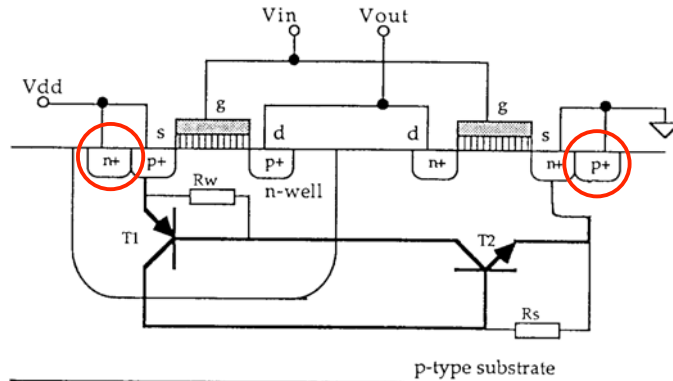 Vin Vout
Vdd
g g
s d d s
n+ p+ p+ n+ n+ p+
Rw n-well
T1 T2
Rs
p-type substrate